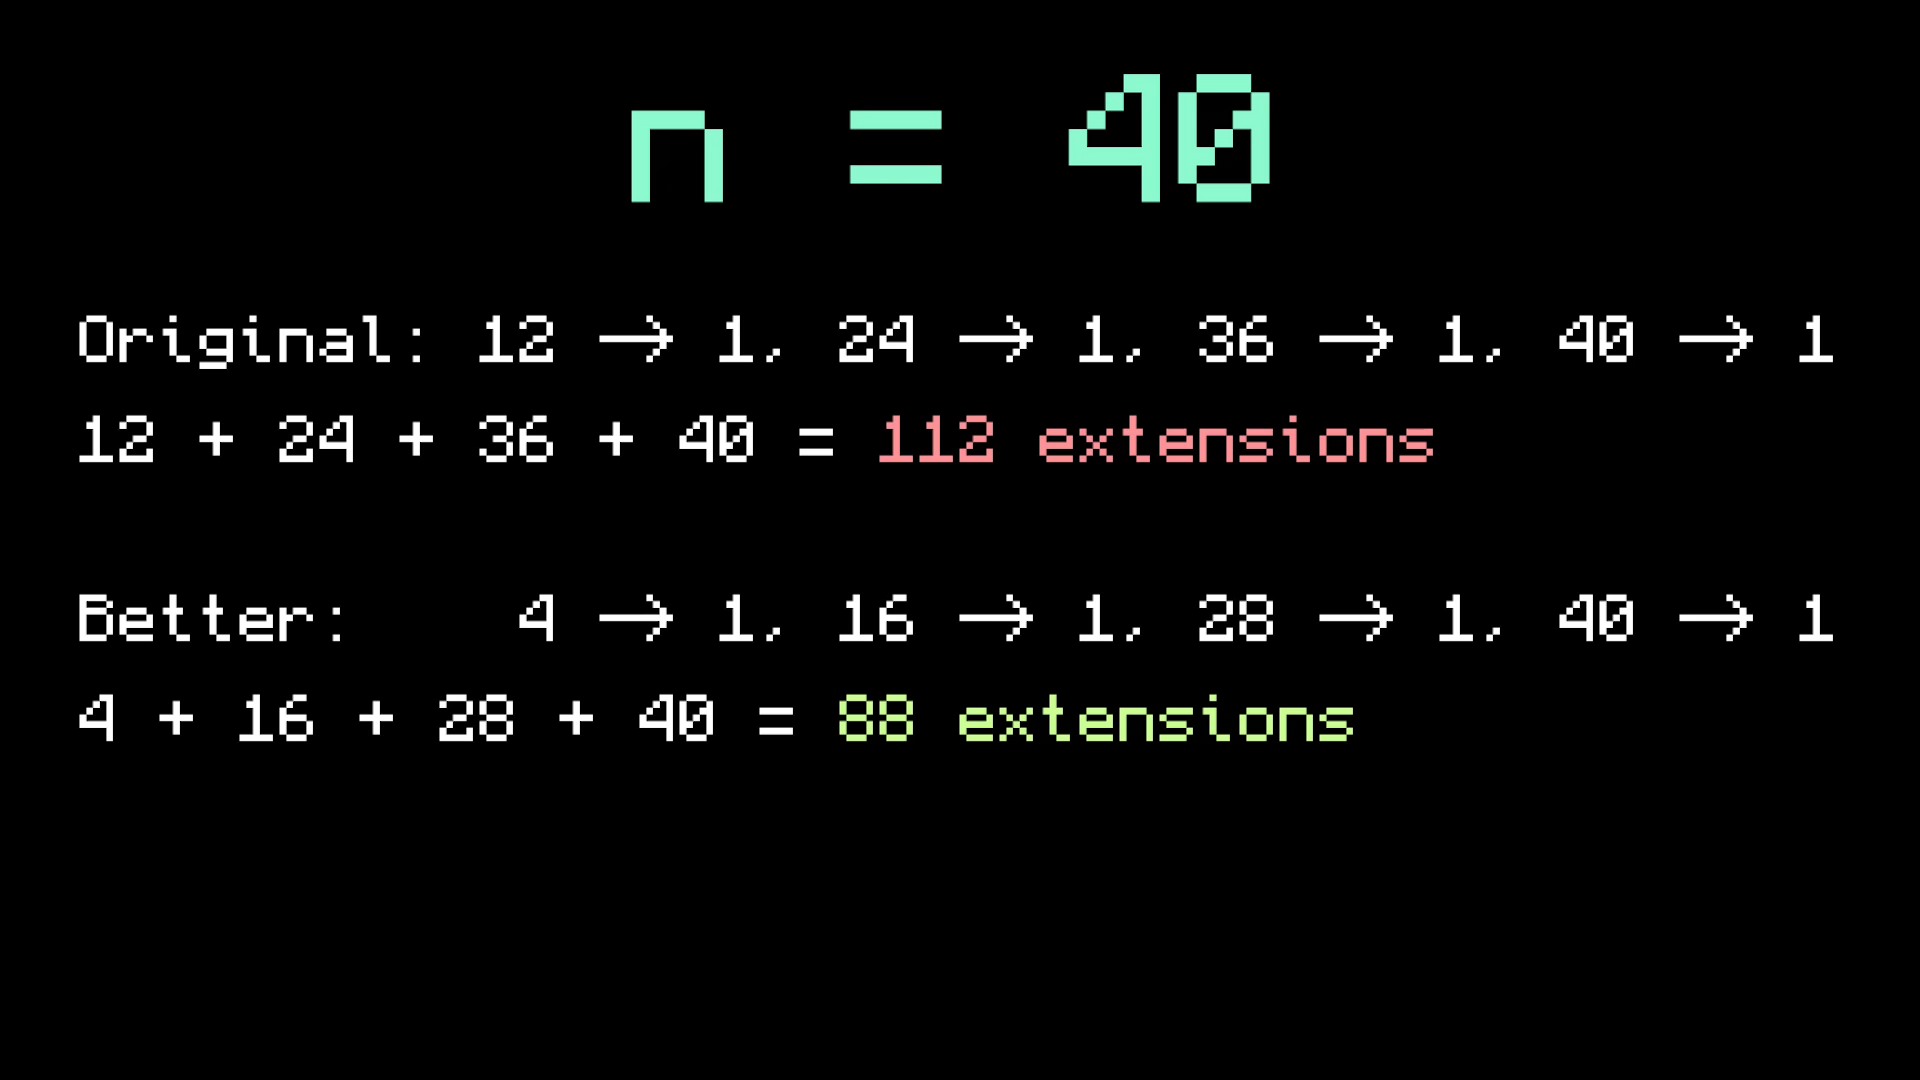 n = 40
Original: 12 → 1, 24 → 1, 36 → 1, 40 → 1
12 + 24 + 36 + 40 = 112 extensions
Better: 4 → 1, 16 → 1, 28 → 1, 40 → 1
4 + 16 + 28 + 40 = 88 extensions